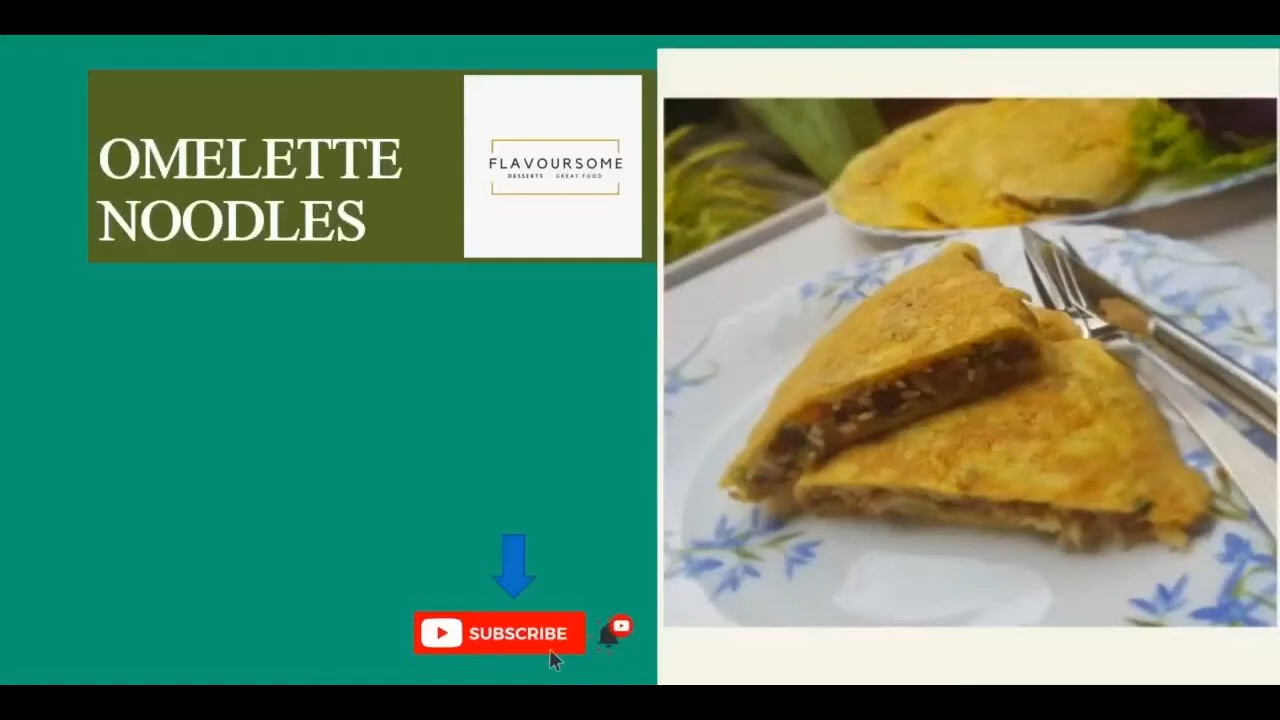 OMELETTE
NOODLES
FLAVOURSOME
DESSERTS GREAT FOOD
SUBSCRIBE